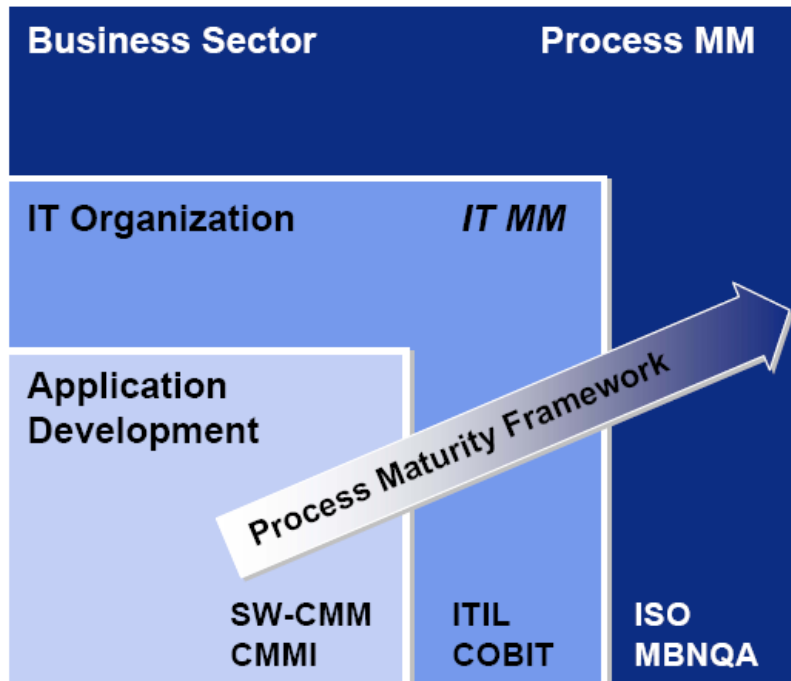 Business Sector Process MM
IT Organization IT MM
Application
Development
Process Maturity Framework
SW-CMM ITIL ISO
CMMI COBIT MBNQA